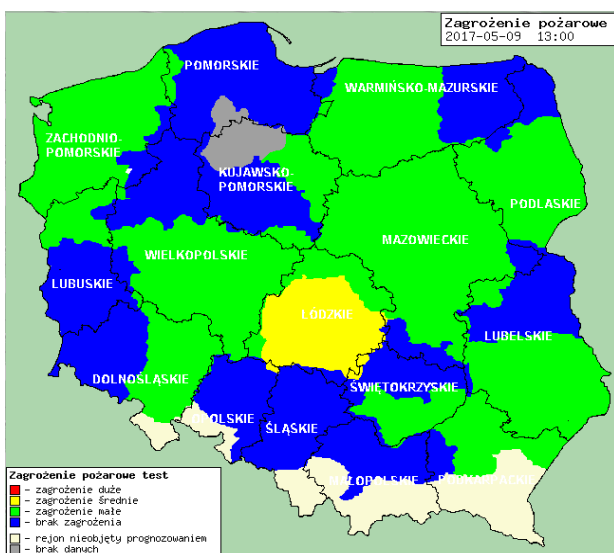 Zagrożenie pożarowe
2017-05-09 13:00
POMORSKIE
WARMIŃSKO-MAZURSKIE
ZACHODNIO-
POMORSKIE
KUJAWSKO-
POMORSKIE
PODLASKIE
MAZOWIECKIE
WIELKOPOLSKIE
LUBUSKIE
ŁÓDZKIE
LUBELSKIE
DOLNOŚLĄSKIE
ŚWIĘTOKRZYSKIE
OPOLSKIE
ŚLĄSKIE
MAŁOPOLSKIE
PODKARPACKIE
Zagrożenie pożarowe test
- zagrożenie duże
- zagrożenie średnie
- zagrożenie małe
- brak zagrożenia
- rejon nieobjęty prognozowaniem
- brak danych